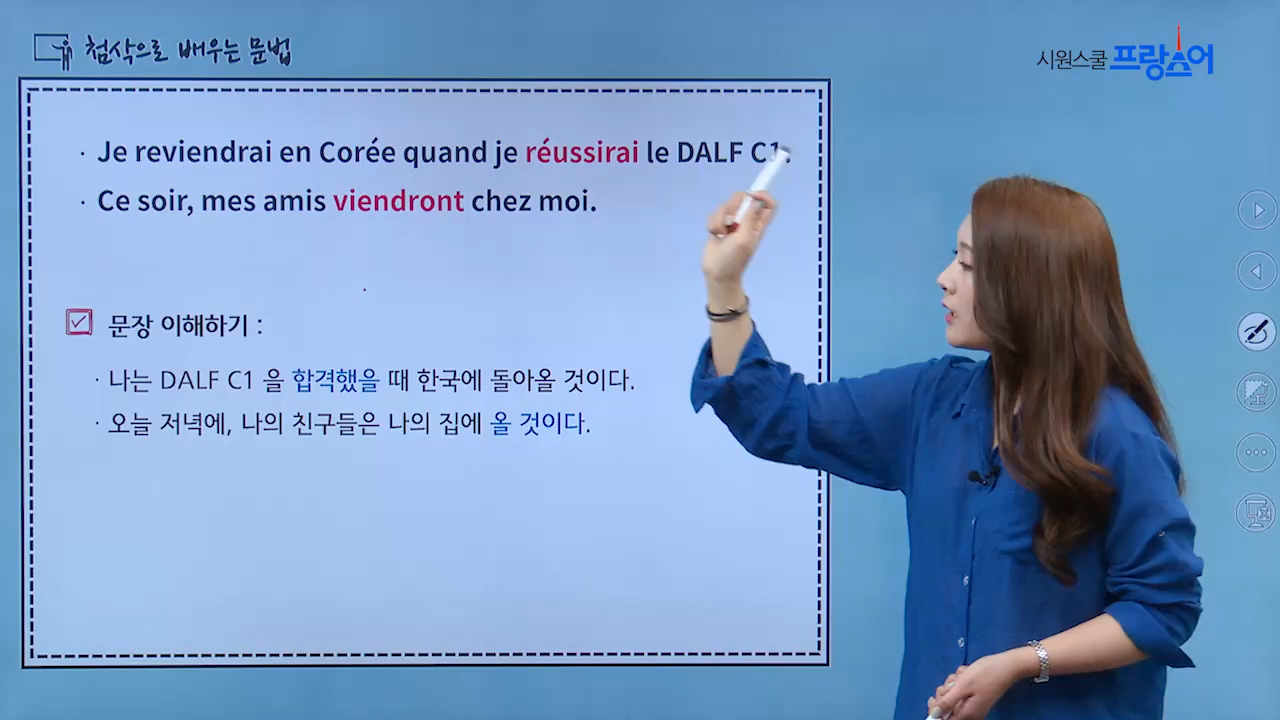 첨삭으로 배우는 문법
시원스쿨 프랑스어
· Je reviendrai en Corée quand je réussirai le DALF C1.
· Ce soir, mes amis viendront chez moi.
문장 이해하기 :
· 나는 DALF C1 을 합격했을 때 한국에 돌아올 것이다.
· 오늘 저녁에, 나의 친구들은 나의 집에 올 것이다.